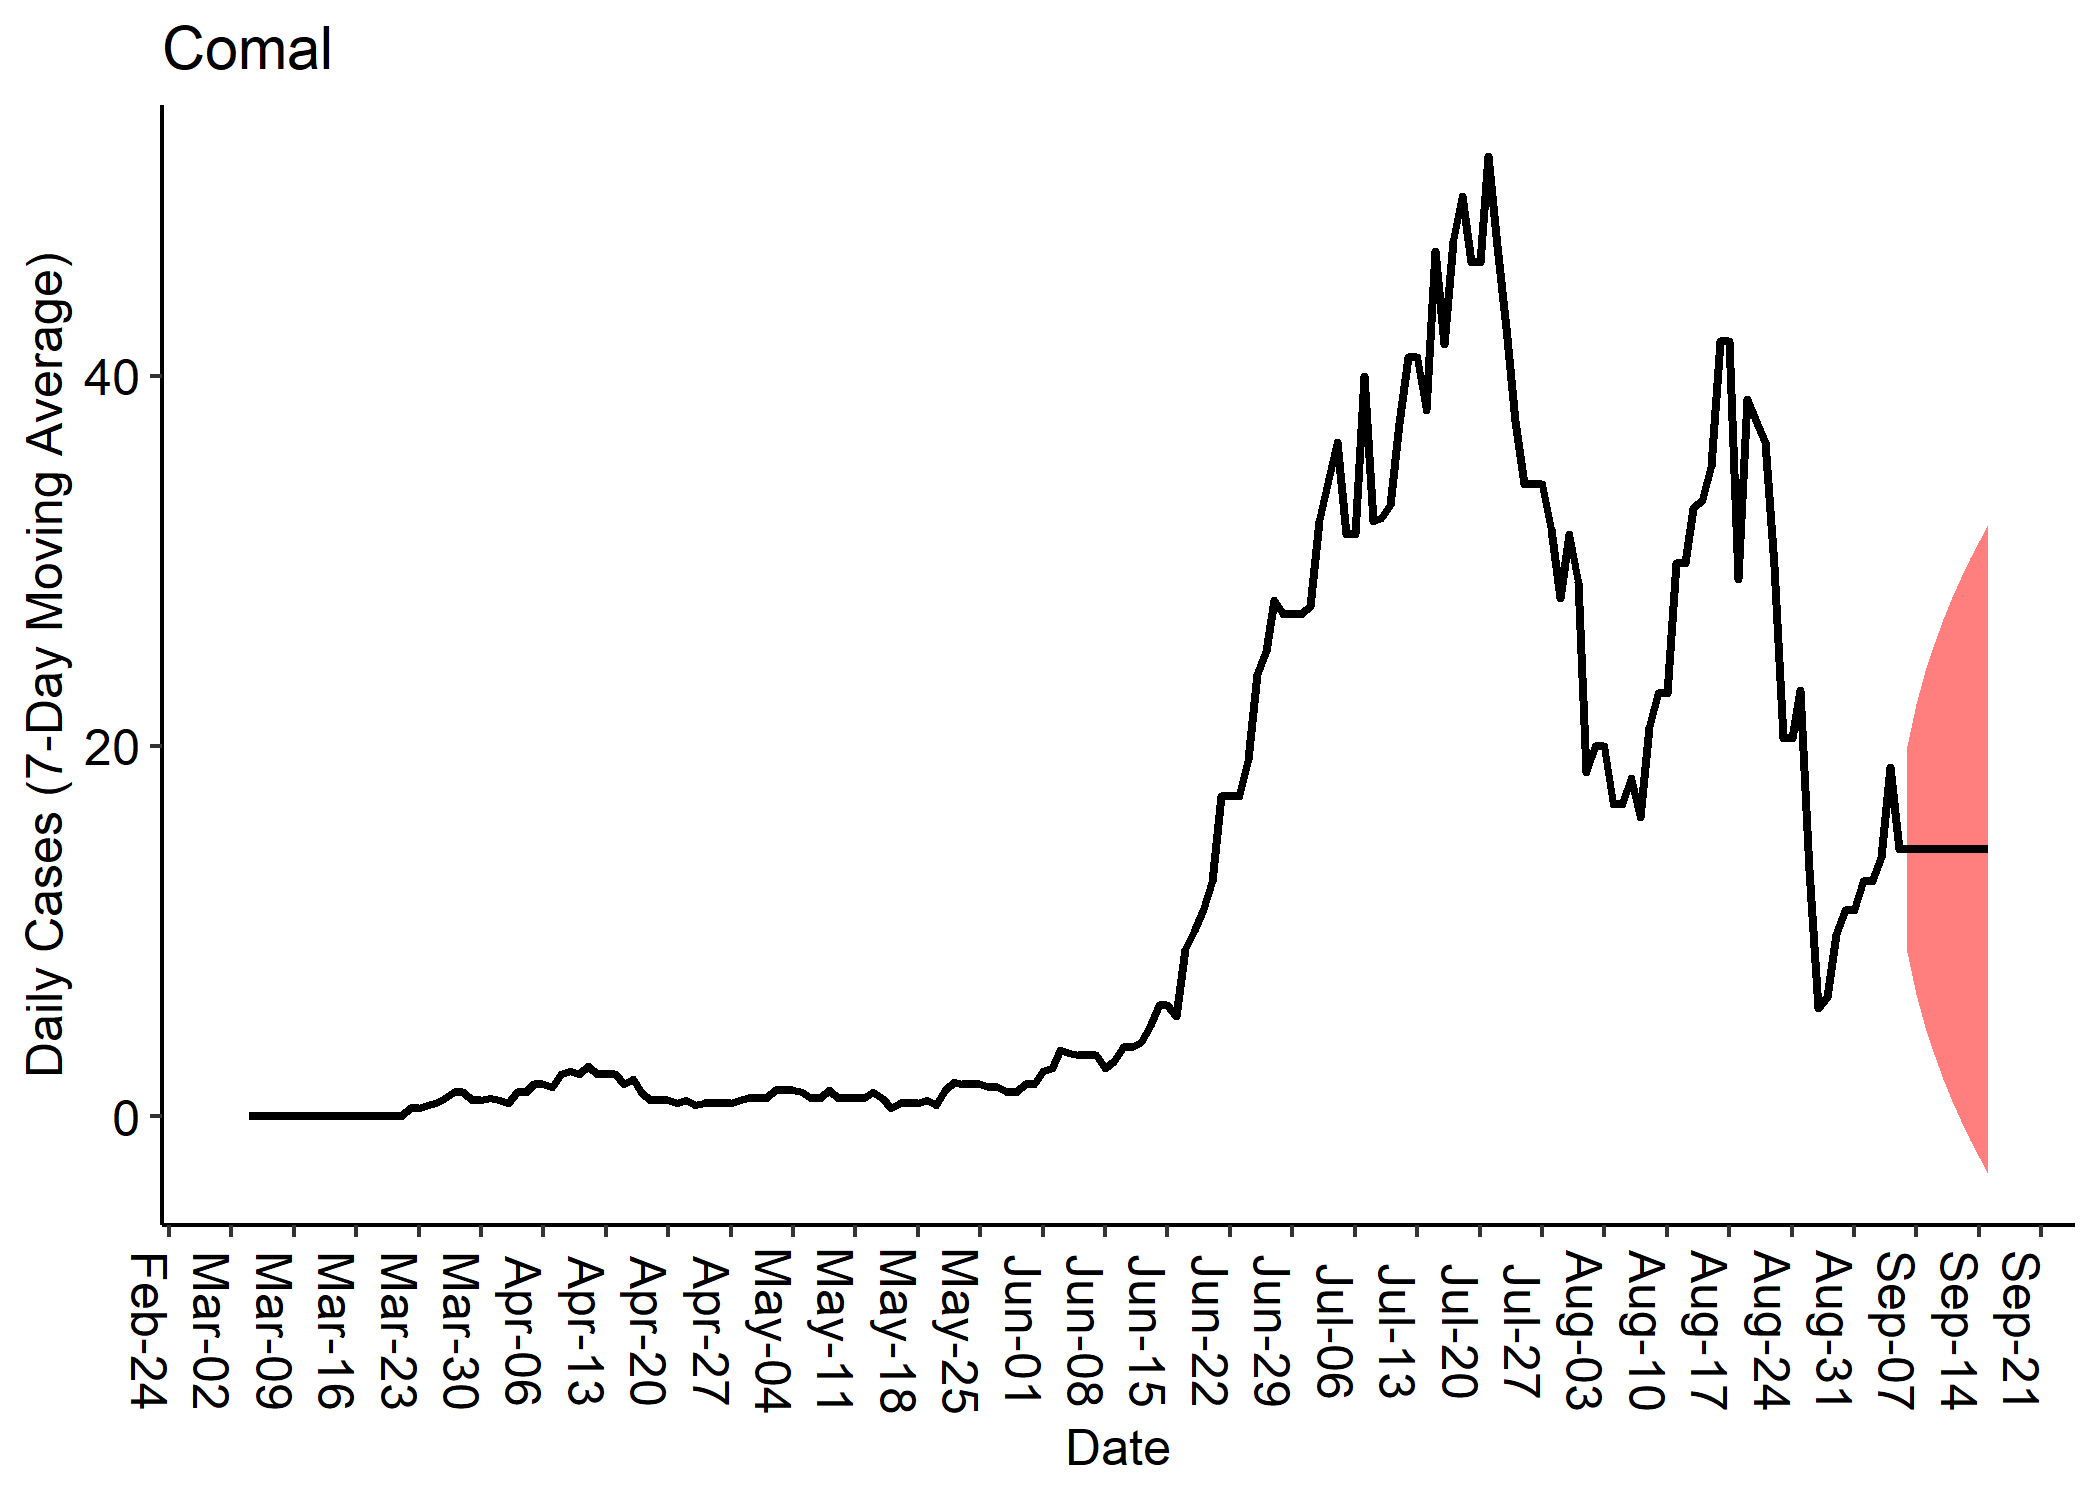 Comal
Daily Cases (7-Day Moving Average)
40
20
0
Feb-24
Mar-02
Mar-09
Mar-16
Mar-23
Mar-30
Apr-06
Apr-13
Apr-20
Apr-27
May-04
May-11
May-18
May-25
Jun-01
Jun-08
Jun-15
Jun-22
Jun-29
Jul-06
Jul-13
Jul-20
Jul-27
Aug-03
Aug-10
Aug-17
Aug-24
Aug-31
Sep-07
Sep-14
Sep-21
Date